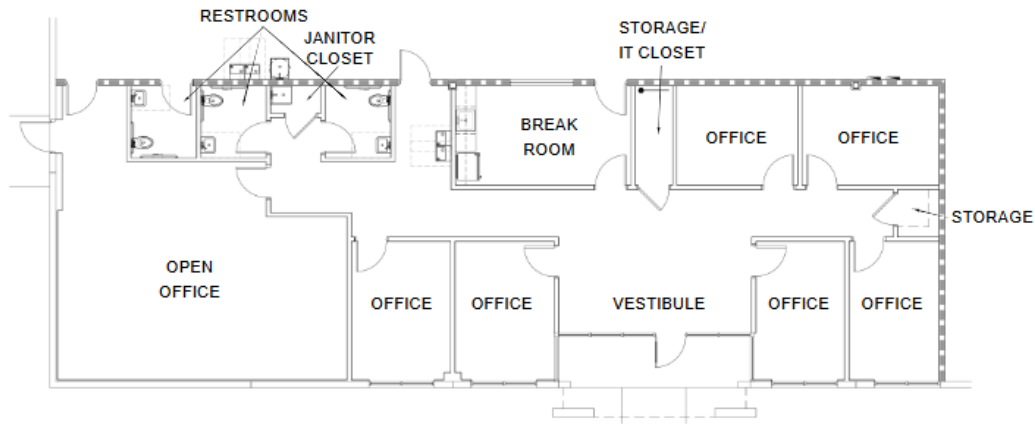 RESTROOMS
JANITOR
CLOSET
STORAGE/
IT CLOSET
BREAK
ROOM
OFFICE
OFFICE
STORAGE
OPEN
OFFICE
OFFICE
OFFICE
VESTIBULE
OFFICE
OFFICE